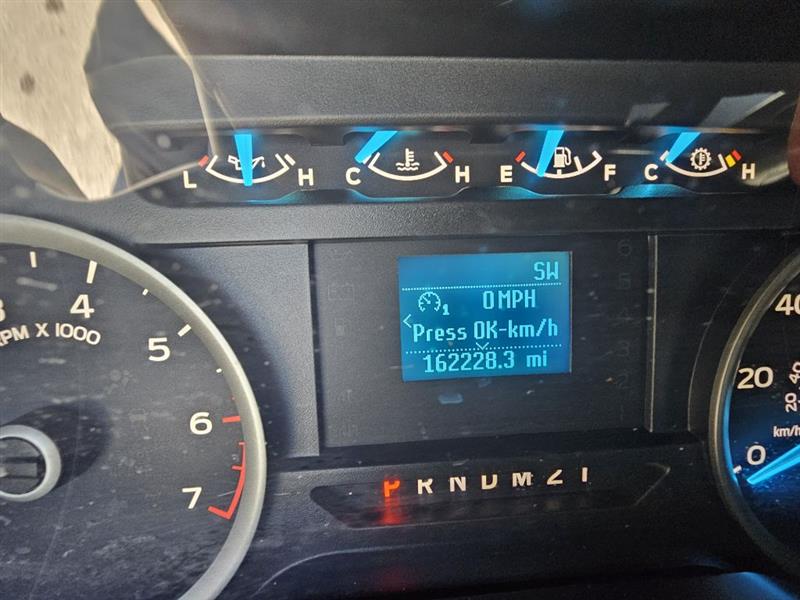 L H C H E F C H
SW
0 MPH
Press OK-km/h
162228.3 mi
3 4 5 6 7
RPM X 1000
P R N D M 2 1
40
20
0
km/h